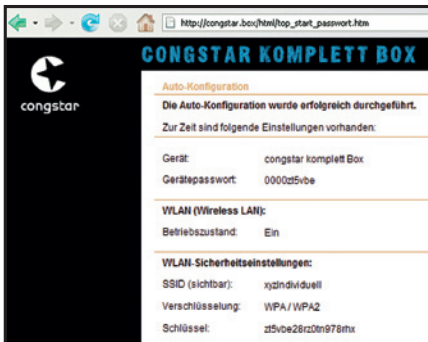 http://congstar.box/html/top_start_passwort.htm
CONGSTAR KOMPLETT BOX
congstar
Auto-Konfiguration
Die Auto-Konfiguration wurde erfolgreich durchgeführt.
Zur Zeit sind folgende Einstellungen vorhanden:
Gerät: congstar komplett Box
Gerätepasswort: 0000zt5vbe
WLAN (Wireless LAN):
Betriebszustand: Ein
WLAN-Sicherheitseinstellungen:
SSID (sichtbar): xyzIndividuell
Verschlüsselung: WPA / WPA2
Schlüssel: zt5vbe28rz0tn978rhx